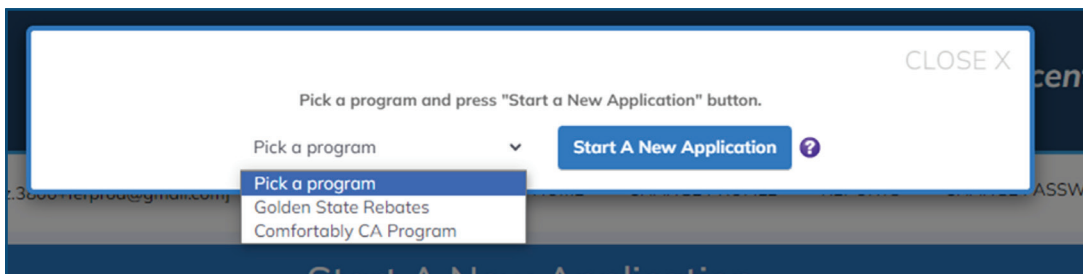 CLOSE X
Pick a program and press "Start a New Application" button.
Pick a program
Start A New Application
?
Pick a program
Golden State Rebates
Comfortably CA Program